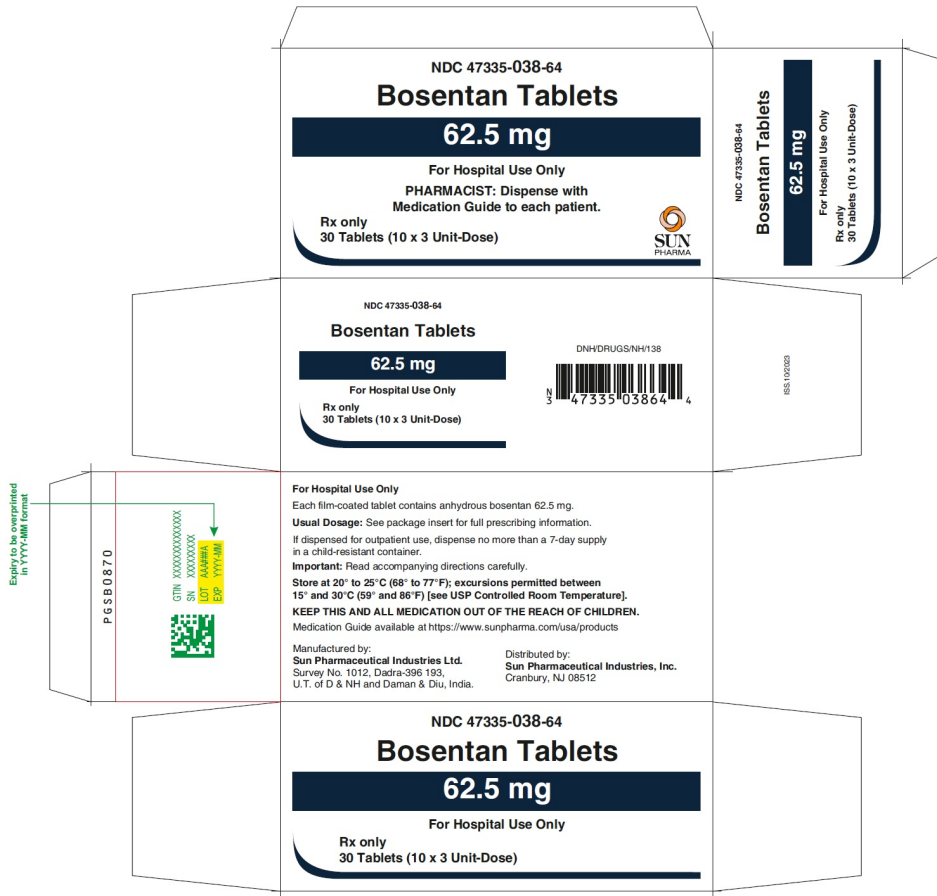 NDC 47335-038-64
Bosentan Tablets
62.5 mg
For Hospital Use Only
PHARMACIST: Dispense with
Medication Guide to each patient.
Rx only
30 Tablets (10 x 3 Unit-Dose)
SUN
PHARMA
NDC 47335-038-64
Bosentan Tablets
62.5 mg
For Hospital Use Only
Rx only
30 Tablets (10 x 3 Unit-Dose)
NDC 47335-038-64
Bosentan Tablets
62.5 mg
For Hospital Use Only
Rx only
30 Tablets (10 x 3 Unit-Dose)
DNH/DRUGS/NH/138
N
3 47335 03864 4
ISS.10/2023
Expiry to be overprinted
in YYYY-MM format
PGSB0870
GTIN XXXXXXXXXXXXXX
SN XXXXXXXXX
LOT AAA###A
EXP YYYY-MM
For Hospital Use Only
Each film-coated tablet contains anhydrous bosentan 62.5 mg.
Usual Dosage: See package insert for full prescribing information.
If dispensed for outpatient use, dispense no more than a 7-day supply
in a child-resistant container.
Important: Read accompanying directions carefully.
Store at 20° to 25°C (68° to 77°F); excursions permitted between
15° and 30°C (59° and 86°F) [see USP Controlled Room Temperature].
KEEP THIS AND ALL MEDICATION OUT OF THE REACH OF CHILDREN.
Medication Guide available at https://www.sunpharma.com/usa/products
Manufactured by:
Sun Pharmaceutical Industries Ltd.
Survey No. 1012, Dadra-396 193,
U.T. of D & NH and Daman & Diu, India.
Distributed by:
Sun Pharmaceutical Industries, Inc.
Cranbury, NJ 08512
NDC 47335-038-64
Bosentan Tablets
62.5 mg
For Hospital Use Only
Rx only
30 Tablets (10 x 3 Unit-Dose)